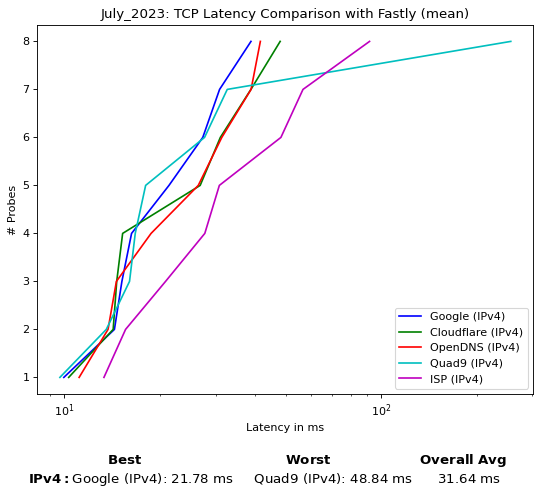 July_2023: TCP Latency Comparison with Fastly (mean)
# Probes
8
7
6
5
4
3
2
1
Google (IPv4)
Cloudflare (IPv4)
OpenDNS (IPv4)
Quad9 (IPv4)
ISP (IPv4)
10¹ 10²
Latency in ms
Best Worst Overall Avg
IPv4: Google (IPv4): 21.78 ms Quad9 (IPv4): 48.84 ms 31.64 ms